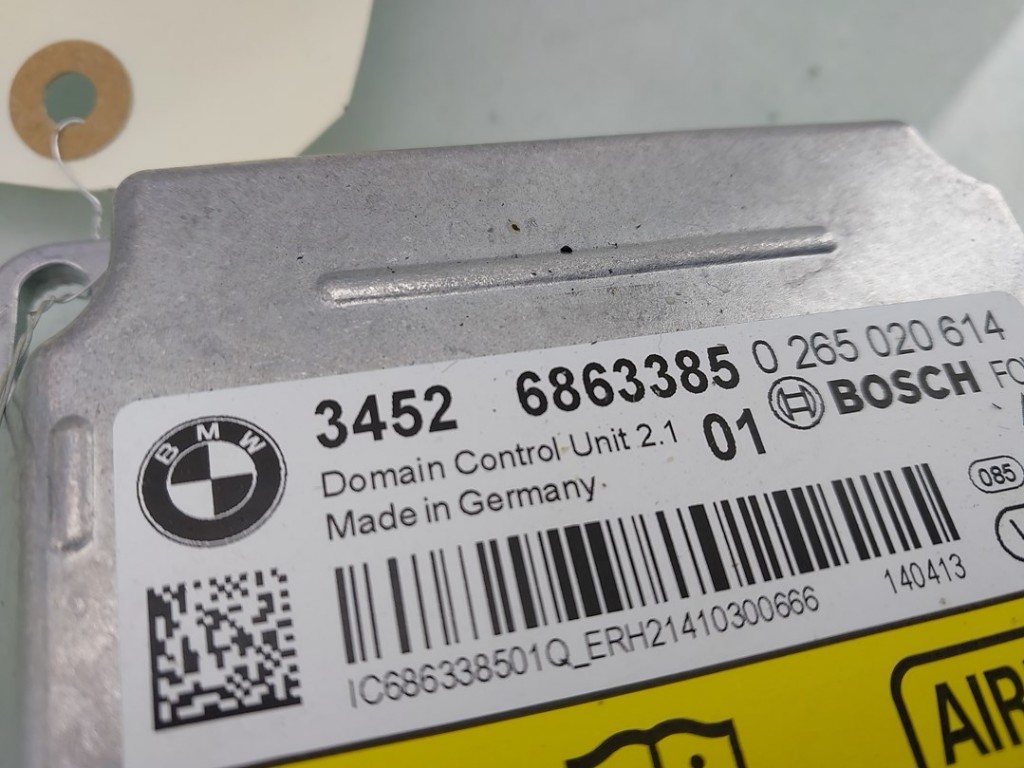 3452 6863385 0 265 020 614
BMW
Domain Control Unit 2.1 01 BOSCH
Made in Germany
085
140413
IC686338501Q_ERH21410300666